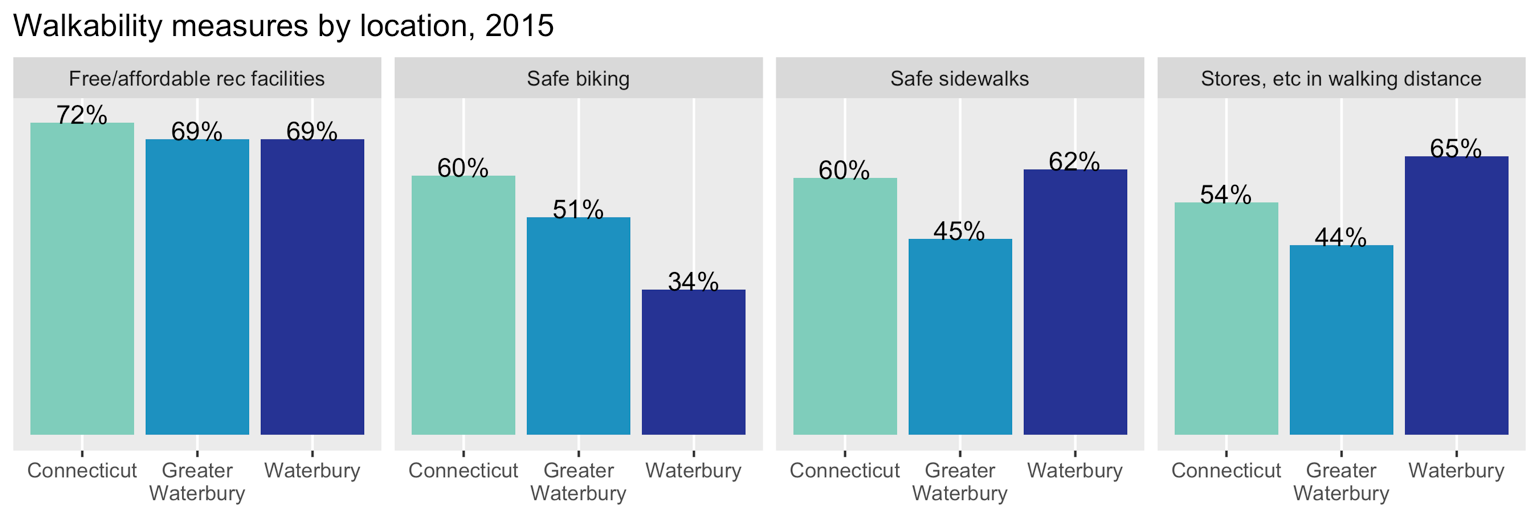 Walkability measures by location, 2015
Free/affordable rec facilities
72%
69%
69%
Connecticut
Greater
Waterbury
Waterbury
Safe biking
60%
51%
34%
Connecticut
Greater
Waterbury
Waterbury
Safe sidewalks
60%
45%
62%
Connecticut
Greater
Waterbury
Waterbury
Stores, etc in walking distance
54%
44%
65%
Connecticut
Greater
Waterbury
Waterbury